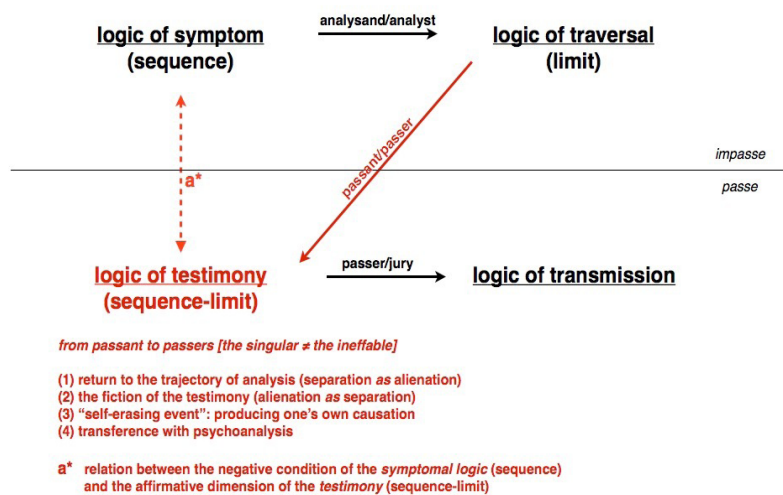 logic of symptom
(sequence)
analysand/analyst
logic of traversal
(limit)
passant/passer
impasse
passe
a*
logic of testimony
(sequence-limit)
passer/jury
logic of transmission
from passant to passers [the singular ≠ the ineffable]
(1) return to the trajectory of analysis (separation as alienation)
(2) the fiction of the testimony (alienation as separation)
(3) “self-erasing event”: producing one’s own causation
(4) transference with psychoanalysis
a* relation between the negative condition of the symptomal logic (sequence)
and the affirmative dimension of the testimony (sequence-limit)